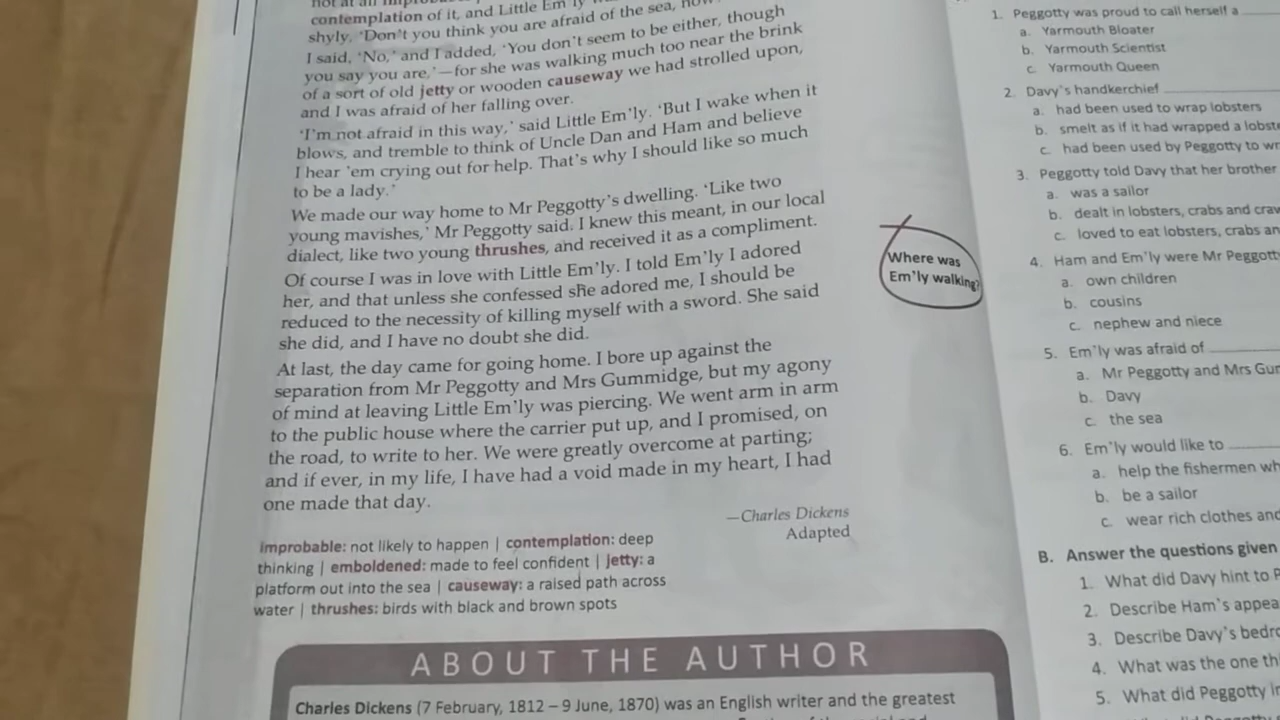 contemplation of it, and Little Em'ly
shyly, 'Don't you think you are afraid of the sea,
I said, 'No,' and I added, 'You don't seem to be either, though
you say you are,'—for she was walking much too near the brink
of a sort of old jetty or wooden causeway we had strolled upon,
and I was afraid of her falling over.
'I'm not afraid in this way,' said Little Em'ly. 'But I wake when it
blows, and tremble to think of Uncle Dan and Ham and believe
I hear 'em crying out for help. That's why I should like so much
to be a lady.'
We made our way home to Mr Peggotty's dwelling. 'Like two
young mavishes,' Mr Peggotty said. I knew this meant, in our local
dialect, like two young thrushes, and received it as a compliment.
Of course I was in love with Little Em'ly. I told Em'ly I adored
her, and that unless she confessed she adored me, I should be
reduced to the necessity of killing myself with a sword. She said
she did, and I have no doubt she did.
At last, the day came for going home. I bore up against the
separation from Mr Peggotty and Mrs Gummidge, but my agony
of mind at leaving Little Em'ly was piercing. We went arm in arm
to the public house where the carrier put up, and I promised, on
the road, to write to her. We were greatly overcome at parting;
and if ever, in my life, I have had a void made in my heart, I had
one made that day.
—Charles Dickens
Adapted
improbable: not likely to happen | contemplation: deep
thinking | emboldened: made to feel confident | jetty: a
platform out into the sea | causeway: a raised path across
water | thrushes: birds with black and brown spots
ABOUT THE AUTHOR
Charles Dickens (7 February, 1812 – 9 June, 1870) was an English writer and the greatest
Where was
Em'ly walking?
1. Peggotty was proud to call herself a
a. Yarmouth Bloater
b. Yarmouth Scientist
c. Yarmouth Queen
2. Davy's handkerchief
a. had been used to wrap lobsters
b. smelt as if it had wrapped a
c. had been used by Peggotty to
3. Peggotty told Davy that her brother
a. was a sailor
b. dealt in lobsters, crabs and
c. loved to eat lobsters, crabs
4. Ham and Em'ly were Mr
a. own children
b. cousins
c. nephew and niece
5. Em'ly was afraid of
a. Mr Peggotty and Mrs
b. Davy
c. the sea
6. Em'ly would like to
a. help the fishermen
b. be a sailor
c. wear rich clothes
B. Answer the questions given
1. What did Davy hint to
2. Describe Ham's
3. Describe Davy's
4. What was the one
5. What did Peggotty